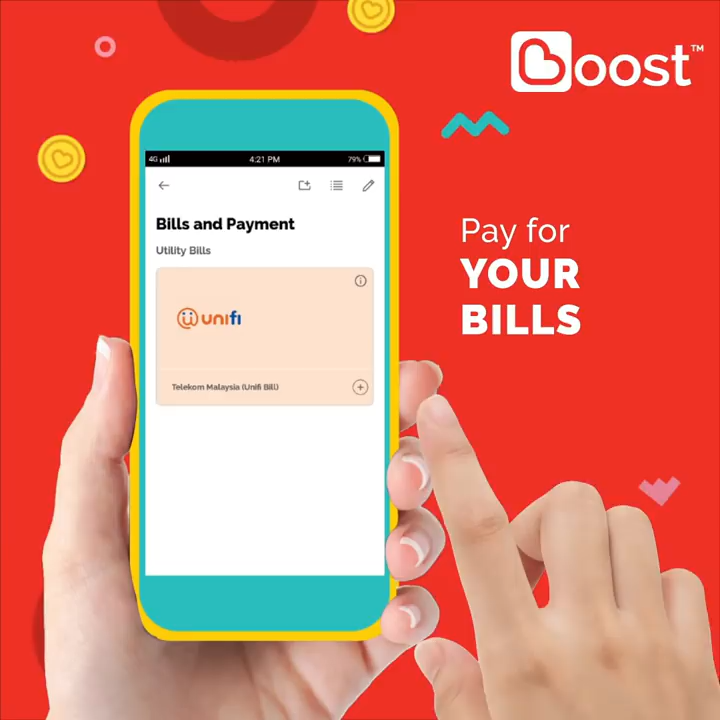 Boost™
4G 4:21 PM 79%
Bills and Payment
Utility Bills
unifi
Telekom Malaysia (Unifi Bill)
Pay for
YOUR
BILLS